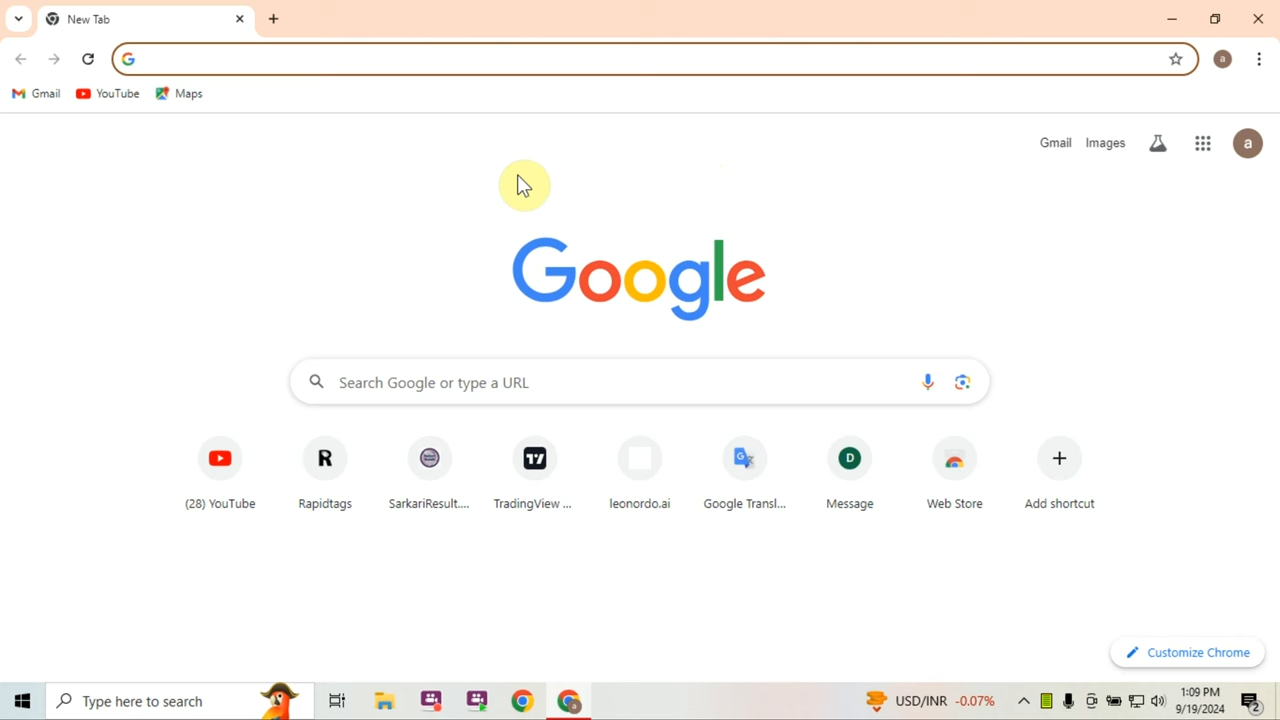 New Tab
Gmail YouTube Maps
Gmail Images a
Google
Search Google or type a URL
(28) YouTube Rapidtags SarkariResult.... TradingView ... leonordo.ai Google Transl... Message Web Store Add shortcut
Customize Chrome
Type here to search USD/INR -0.07% 1:09 PM
9/19/2024 2